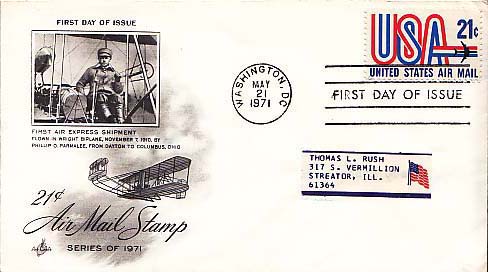 FIRST DAY OF ISSUE
FIRST AIR EXPRESS SHIPMENT
FLOWN IN WRIGHT BIPLANE, NOVEMBER 7, 1910, BY
PHILLIP O. PARMALEE, FROM DAYTON TO COLUMBUS, OHIO
21¢
Air Mail Stamp
SERIES OF 1971
ArtCraft
WASHINGTON, DC
MAY
21
1971
USA 21¢
UNITED STATES AIR MAIL
FIRST DAY OF ISSUE
THOMAS L. RUSH
317 S. VERMILLION
STREATOR, ILL.
61364